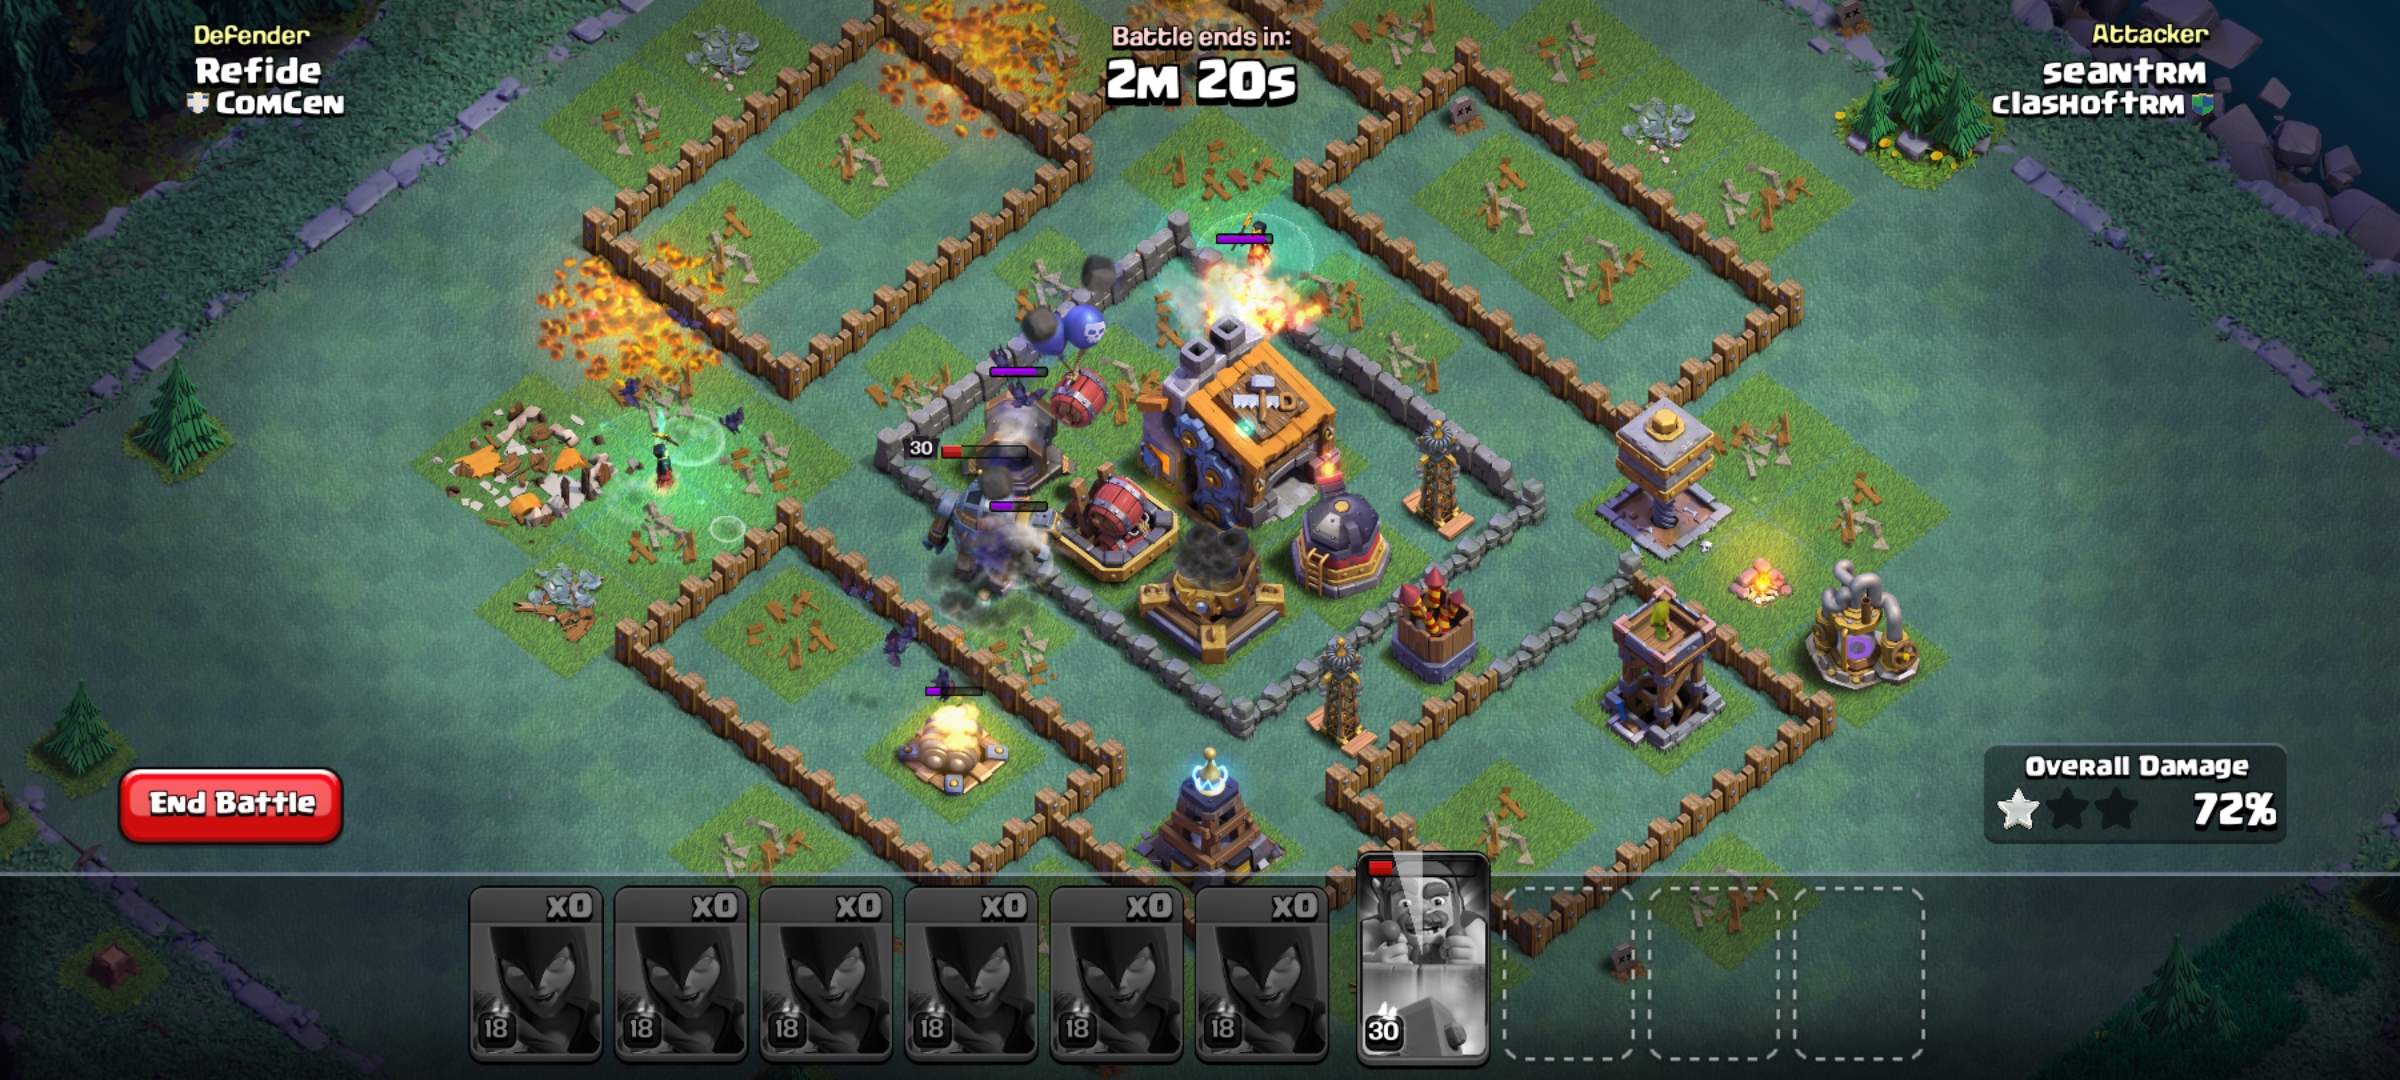 Defender
Refide
ComCen
Battle ends in:
2M 20s
Attacker
seantRM
clashoftRM
30
End Battle
Overall Damage
72%
x0
x0
x0
x0
x0
x0
18
18
18
18
18
18
30